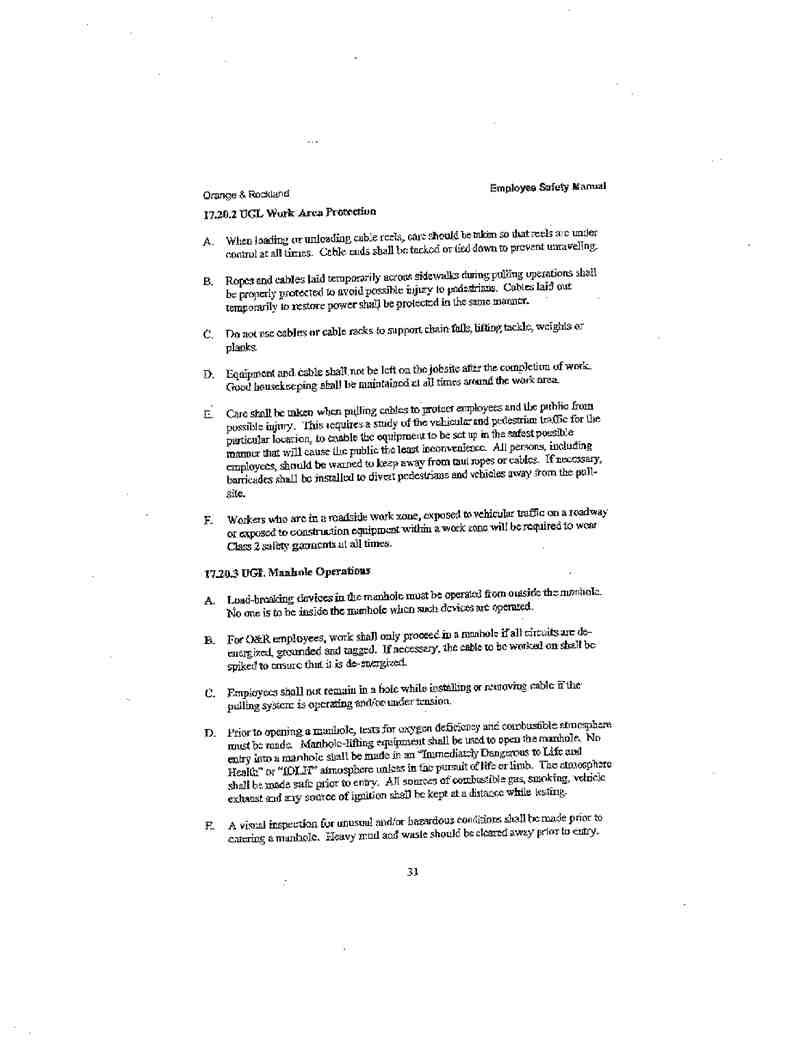 Orange & Rockland
Employee Safety Manual
17.20.2 UGL Work Area Protection
A. When loading or unloading cable reels, care should be taken so that reels are under
control at all times. Cable ends shall be tacked or tied down to prevent unraveling.
B. Ropes and cables laid temporarily across sidewalks during pulling operations shall
be properly protected to avoid possible injury to pedestrians. Cables laid out
temporarily to restore power shall be protected in the same manner.
C. Do not use cables or cable racks to support chain falls, lifting tackle, weights or
planks.
D. Equipment and cable shall not be left on the jobsite after the completion of work.
Good housekeeping shall be maintained at all times around the work area.
E. Care shall be taken when pulling cables to protect employees and the public from
possible injury. This requires a study of the vehicular and pedestrian traffic for the
particular location, to enable the equipment to be set up in the safest possible
manner that will cause the public the least inconvenience. All persons, including
employees, should be warned to keep away from taut ropes or cables. If necessary,
barricades shall be installed to divert pedestrians and vehicles away from the pull-
site.
F. Workers who are in a roadside work zone, exposed to vehicular traffic on a roadway
or exposed to construction equipment within a work zone will be required to wear
Class 2 safety garments at all times.
17.20.3 UGL Manhole Operations
A. Load-breaking devices in the manhole must be operated from outside the manhole.
No one is to be inside the manhole when such devices are operated.
B. For O&R employees, work shall only proceed in a manhole if all circuits are de-
energized, grounded and tagged. If necessary, the cable to be worked on shall be
spiked to ensure that it is de-energized.
C. Employees shall not remain in a hole while installing or removing cable if the
pulling system is operating and/or under tension.
D. Prior to opening a manhole, tests for oxygen deficiency and combustible atmosphere
must be made. Manhole-lifting equipment shall be used to open the manhole. No
entry into a manhole shall be made in an "Immediately Dangerous to Life and
Health" or "IDLH" atmosphere unless in the pursuit of life or limb. The atmosphere
shall be made safe prior to entry. All sources of combustible gas, smoking, vehicle
exhaust and any source of ignition shall be kept at a distance while testing.
E. A visual inspection for unusual and/or hazardous conditions shall be made prior to
entering a manhole. Heavy mud and waste should be cleared away prior to entry.
31